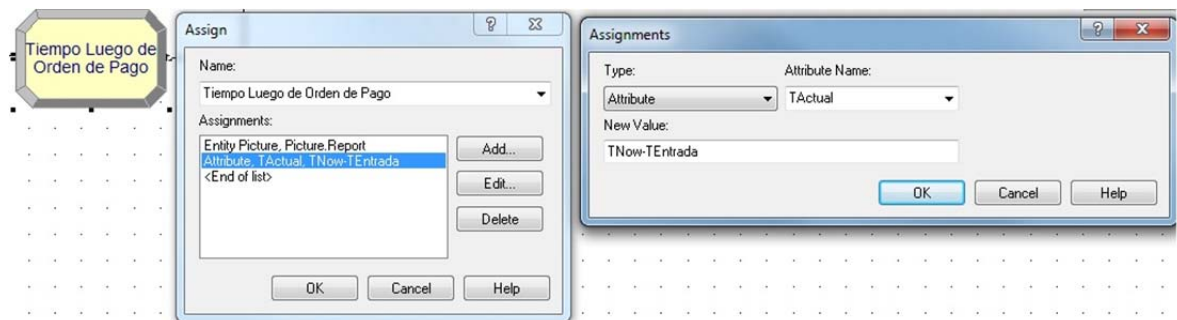 Tiempo Luego de
Orden de Pago
Assign
Name:
Tiempo Luego de Orden de Pago
Assignments:
Entity Picture, Picture.Report
Attribute, TActual, TNow-TEntrada
<End of list>
Add...
Edit...
Delete
OK
Cancel
Help
Assignments
Type:
Attribute Name:
Attribute
TActual
New Value:
TNow-TEntrada
OK
Cancel
Help